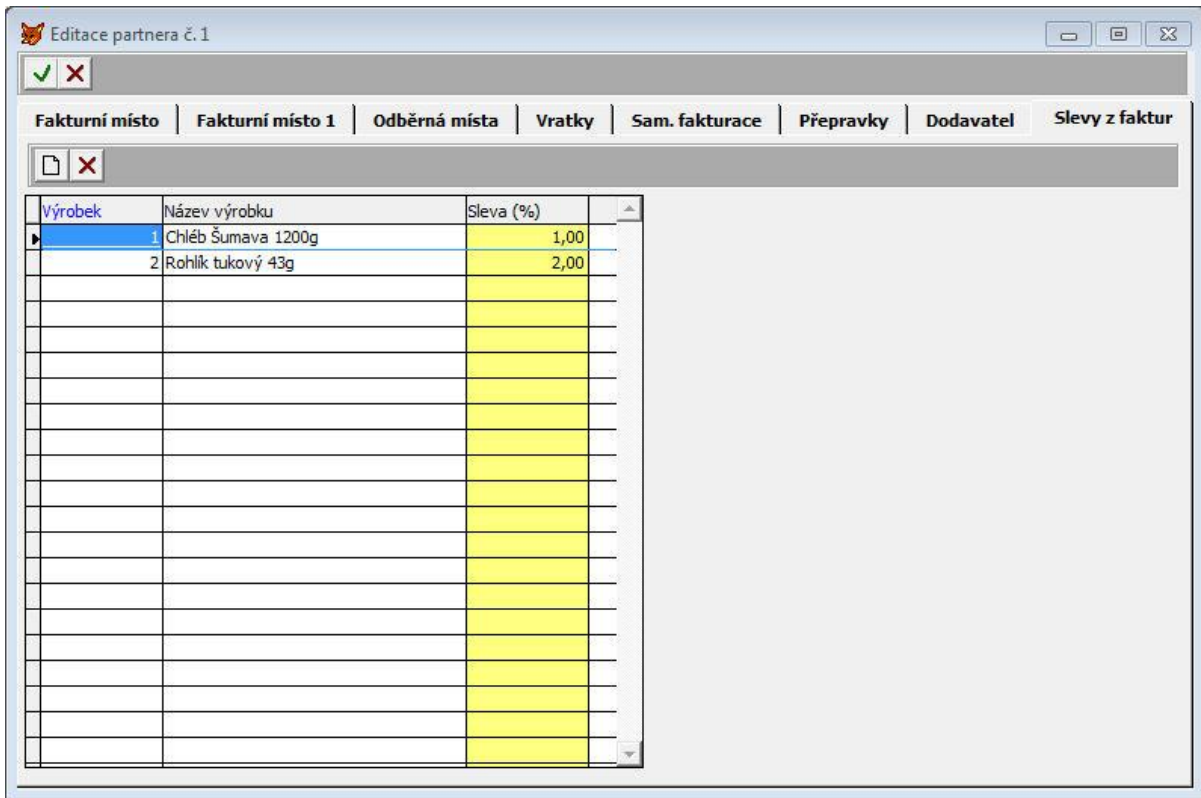 Editace partnera č. 1
Fakturní místo Fakturní místo 1 Odběrná místa Vratky Sam. fakturace Přepravky Dodavatel Slevy z faktur
Výrobek Název výrobku Sleva (%)
1 Chléb Šumava 1200g 1,00
2 Rohlík tukový 43g 2,00